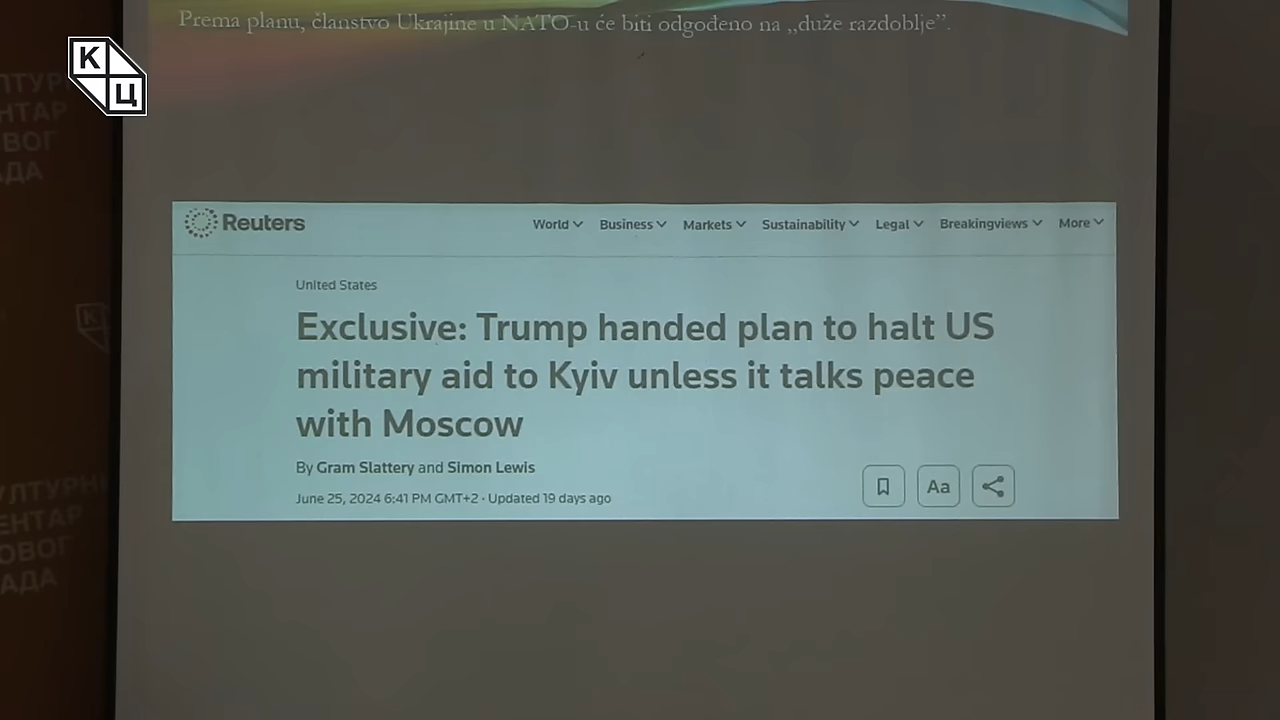 Prema planu, članstvo Ukrajine u NATO-u će biti odgođeno na „duže razdoblje”.
К
Ц
Reuters
World
Business
Markets
Sustainability
Legal
Breakingviews
More
United States
Exclusive: Trump handed plan to halt US
military aid to Kyiv unless it talks peace
with Moscow
By Gram Slattery and Simon Lewis
June 25, 2024 6:41 PM GMT+2 · Updated 19 days ago
Aa